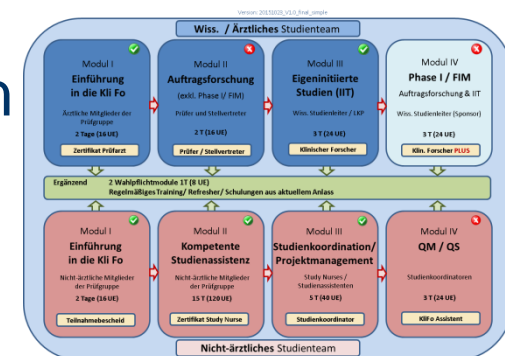 Version: 20151028_V1.0_final_simple
n
Wiss. / Ärztliches Studienteam
Modul I
Einführung
in die Kli Fo
Ärztliche Mitglieder der
Prüfgruppe
2 Tage (16 UE)
Zertifikat Prüfarzt
Modul II
Auftragsforschung
(exkl. Phase I/ FIM)
Prüfer und Stellvertreter
2 T (16 UE)
Prüfer / Stellvertreter
Modul III
Eigeninitiierte
Studien (IIT)
Wiss. Studienleiter / LKP
3 T (24 UE)
Klinischer Forscher
Modul IV
Phase I / FIM
Auftragsforschung & IIT
Wiss. Studienleiter (Sponsor)
3 T (24 UE)
Klin. Forscher PLUS
Ergänzend 2 Wahlpflichtmodule 1T (8 UE)
Regelmäßiges Training/ Refresher/ Schulungen aus aktuellem Anlass
Modul I
Einführung
in die Kli Fo
Nicht-ärztliche Mitglieder
der Prüfgruppe
2 Tage (16 UE)
Teilnahmebescheid
Modul II
Kompetente
Studienassistenz
Nicht-ärztliche Mitglieder
der Prüfgruppe
15 T (120 UE)
Zertifikat Study Nurse
Modul III
Studienkoordination/
Projektmanagement
Study Nurses /
Studienassistenten
5 T (48 UE)
Studienkoordinator
Modul IV
QM / QS
Studienkoordinatoren
3 T (24 UE)
KliFo Assistent
Nicht-ärztliches Studienteam